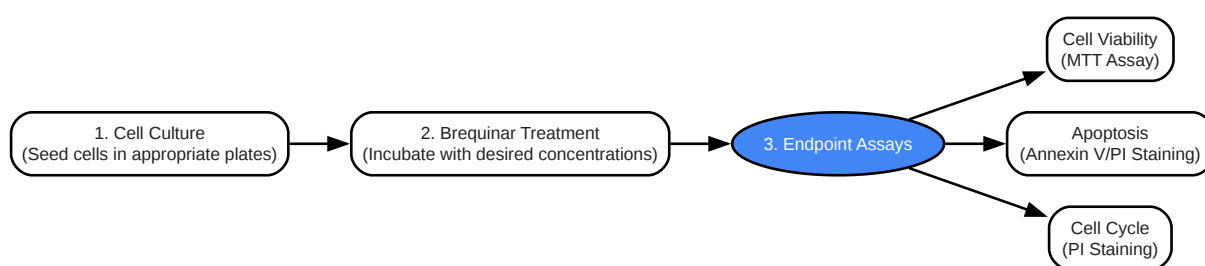 1. Cell Culture
(Seed cells in appropriate plates)
2. Brequinar Treatment
(Incubate with desired concentrations)
3. Endpoint Assays
Cell Viability
(MTT Assay)
Apoptosis
(Annexin V/PI Staining)
Cell Cycle
(PI Staining)